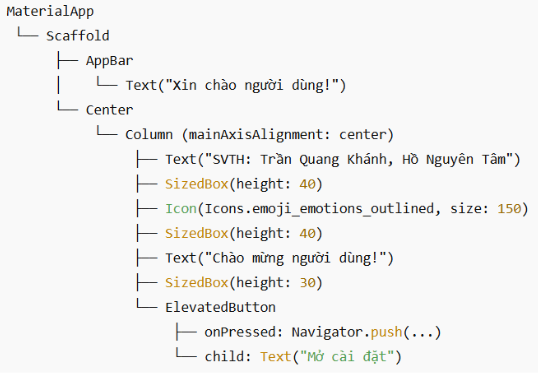 MaterialApp
└── Scaffold
     ├── AppBar
     │   └── Text("Xin chào người dùng!")
     └── Center
          └── Column (mainAxisAlignment: center)
               ├── Text("SVTH: Trần Quang Khánh, Hồ Nguyên Tâm")
               ├── SizedBox(height: 40)
               ├── Icon(Icons.emoji_emotions_outlined, size: 150)
               ├── SizedBox(height: 40)
               ├── Text("Chào mừng người dùng!")
               ├── SizedBox(height: 30)
               └── ElevatedButton
                    ├── onPressed: Navigator.push(...)
                    └── child: Text("Mở cài đặt")